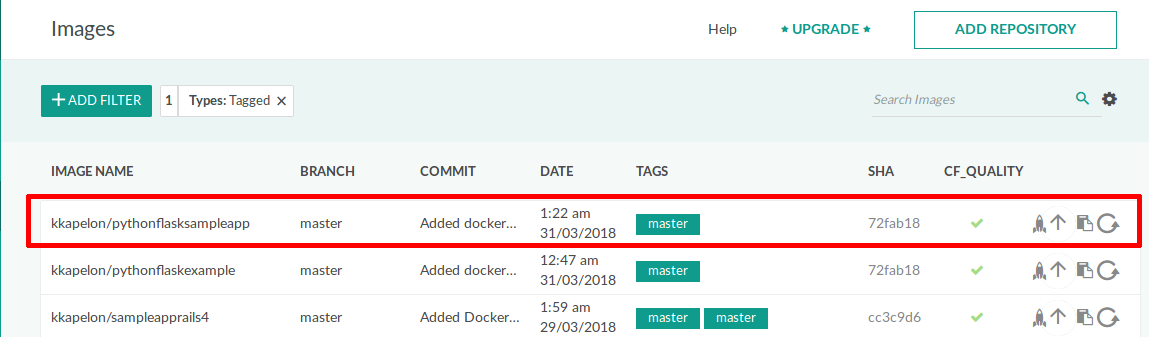 Images Help UPGRADE ADD REPOSITORY
ADD FILTER 1 Types: Tagged Search Images
IMAGE NAME BRANCH COMMIT DATE TAGS SHA CF_QUALITY
kkapelon/pythonflasksampleapp master Added docker... 1:22 am master 72fab18
31/03/2018
kkapelon/pythonflaskexample master Added docker... 12:47 am master 72fab18
31/03/2018
kkapelon/sampleapprails4 master Added Docker... 1:59 am master master cc3c9d6
29/03/2018